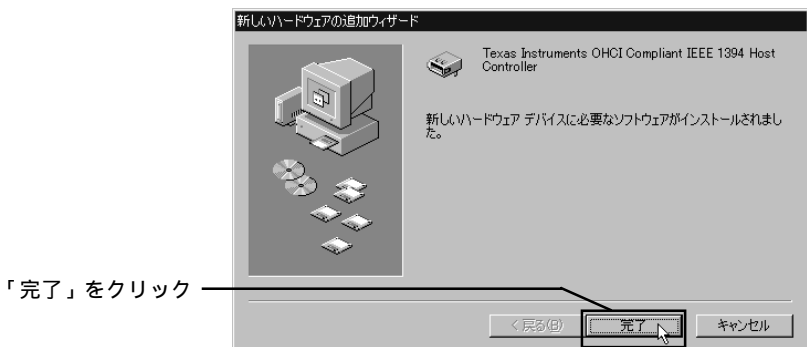 新しいハードウェアの追加ウィザード
Texas Instruments OHCI Compliant IEEE 1394 Host
Controller
新しいハードウェア デバイスに必要なソフトウェアがインストールされまし
た。
「完了」をクリック
< 戻る(B)
完了
キャンセル